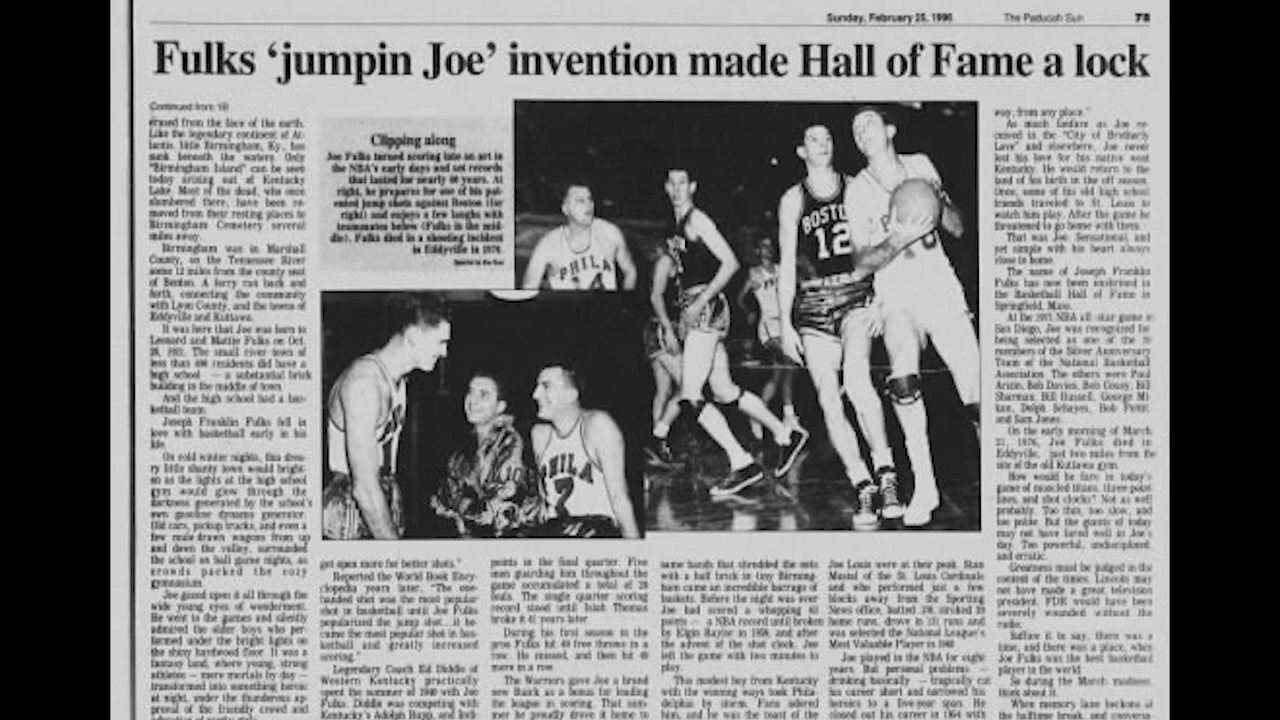 Sunday, February 25, 1996 The Paducah Sun 7B
Fulks ‘jumpin Joe’ invention made Hall of Fame a lock
Continued from 1B
erased from the face of the earth.
Like the legendary continent of At-
lantis, little Birmingham, Ky., has
sunk beneath the waters. Only
"Birmingham Island" can be seen
today arising out of Kentucky
Lake. Most of the dead, who once
slumbered there, have been re-
moved from their resting places to
Birmingham Cemetery several
miles away.
Birmingham was in Marshall
County, on the Tennessee River
some 12 miles from the county seat
of Benton. A ferry ran back and
forth, connecting the community
with Lyon County, and the towns of
Eddyville and Kuttawa.
It was here that Joe was born to
Leonard and Mattie Fulks on Oct.
The small river town of
less than residents did have a
high school — a substantial brick
building in the middle of town.
And the high school had a bas-
ketball team.
Joseph Franklin Fulks fell in
love with basketball early in his
life.
On cold winter nights, this drea-
ry little shanty town would bright-
en as the lights at the high school
gym would glow through the
darkness generated by the school's
own gasoline dynamo generator.
Old cars, pickup trucks, and even a
few mule drawn wagons from up
and down the valley, surrounded
the school on ball game nights, as
crowds packed the cozy
gymnasium.
Joe gazed upon it all through the
wide young eyes of wonderment.
He went to the games and silently
admired the older boys who per-
formed under the bright lights on
the shiny hardwood floor. It was a
fantasy land, where young, strong
athletes — mere mortals by day —
transformed into something heroic
at night, under the thunderous ap-
proval of the friendly crowd and
Clipping along
Joe Fulks turned scoring into an art in
the NBA's early days and set records
that lasted for nearly years. At
right, he prepares for one of his pat-
ented jump shots against Boston (far
right) and enjoys a few laughs with
teammates below (Fulks in the mid-
dle). Fulks died in a shooting incident
in Eddyville in 1976.
PHILA
BOSTO
12
PHILA
7
get open more for better shots."
Reported the World Book Ency-
clopedia years later, "The one-
handed shot was the most popular
shot in basketball until Joe Fulks
popularized the jump shot...it be-
came the most popular shot in bas-
ketball and greatly increased
scoring."
Legendary Coach Ed Diddle of
Western Kentucky practically
spent the summer of 1940 with Joe
Fulks. Diddle was competing with
Kentucky's Adolph Rupp, and Indi-
points in the final quarter. Five
men guarding him throughout the
game accumulated a total of
fouls. The single quarter scoring
record stood until Isiah Thomas
broke it 41 years later.
During his first season in the
pros Fulks hit 49 free throws in a
row. He missed, and then hit 49
more in a row.
The Warriors gave Joe a brand
new Buick as a bonus for leading
the league in scoring. That sum-
mer he proudly drove it home to
same hands that shredded the nets
with a half brick in tiny Birming-
ham came an incredible barrage of
baskets. Before the night was over
Joe had scored a whopping 63
points — a NBA record until broken
by Elgin Baylor in 1959, and after
the advent of the shot clock. Joe
left the game with two minutes to
play.
This modest boy from Kentucky
with the winning ways took Phila-
delphia by storm. Fans adored
him, and he was the toast of the
Joe Louis were at their peak. Stan
Musial of the St. Louis Cardinals
and who performed just a few
blocks away from the Sporting
News office, batted stroked
home runs, drove in 131 runs and
was selected the National League's
Most Valuable Player in 1948
Joe played in the NBA for eight
years. But personal problems —
drinking basically — tragically cut
his career short and narrowed his
heroics to a five-year span. He
closed out his career in 1954 with
way, from any place."
As much fanfare as Joe re-
ceived in the "City of Brotherly
Love" and elsewhere, Joe never
lost his love for his native west
Kentucky. He would return to the
land of his birth in the off season.
Once, some of his old high school
friends traveled to St. Louis to
watch him play. After the game he
threatened to go home with them.
That was Joe. Sensational, and
yet simple with his heart always
close to home.
The name of Joseph Franklin
Fulks has now been enshrined in
the Basketball Hall of Fame in
Springfield, Mass.
At the 1971 NBA all-star game in
San Diego, Joe was recognized for
being selected as one of the 10
members of the Silver Anniversary
Team of the National Basketball
Association. The others were Paul
Arizin, Bob Davies, Bob Cousy, Bill
Sharman, Bill Russell, George Mi-
kan, Dolph Schayes, Bob Pettit,
and Sam Jones.
On the early morning of March
21, 1976, Joe Fulks died in
Eddyville, just two miles from the
site of the old Kuttawa gym.
How would he fare in today's
game of muscled titans, three-point
lines, and shot clocks? Not as well
probably. Too thin, too slow, and
too polite. But the giants of today
may not have fared well in Joe's
day. Too powerful, undisciplined,
and erratic.
Greatness must be judged in the
context of the times. Lincoln may
not have made a great television
president. FDR would have been
severely wounded without the
radio.
Suffice it to say, there was a
time, and there was a place, when
Joe Fulks was the best basketball
player in the world.
So during the March madness,
think about it.
When memory lane beckons at
the halftime break, and